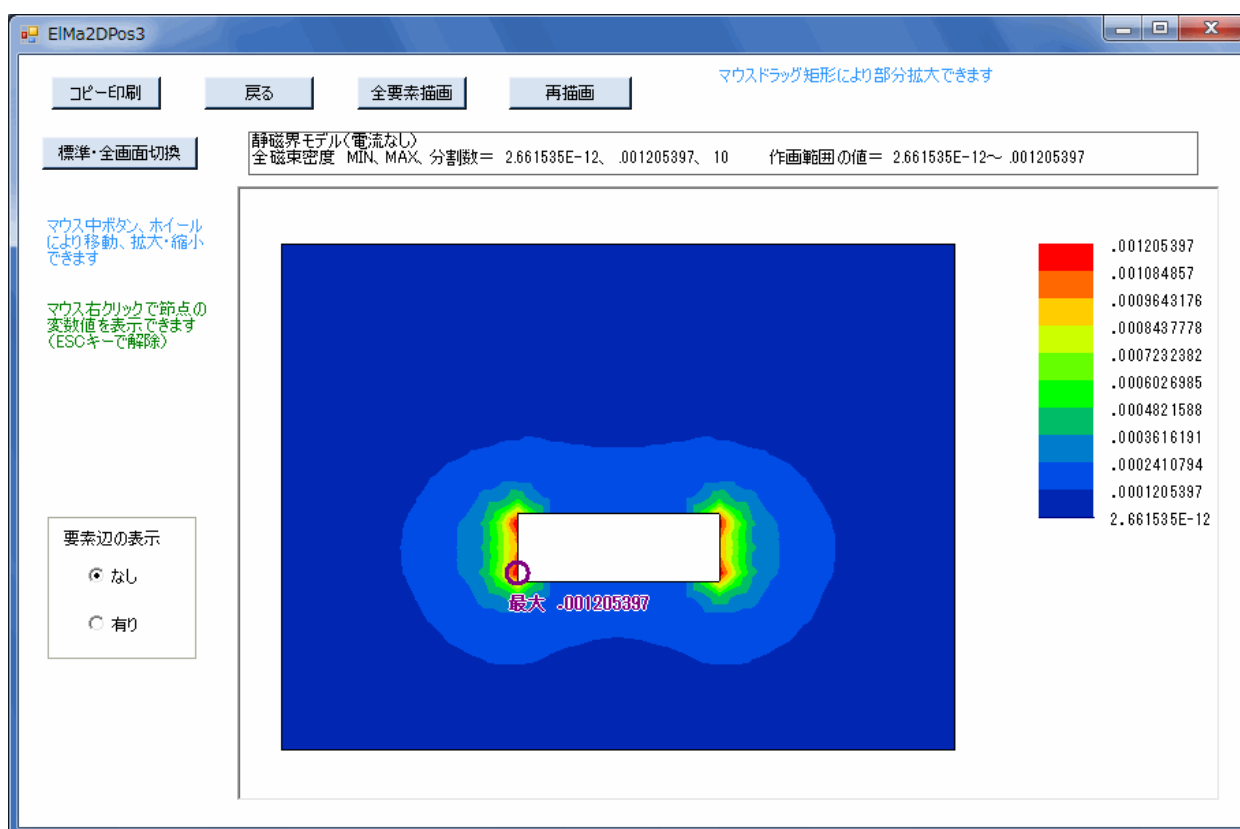 ElMa2DPos3
マウスドラッグ矩形により部分拡大できます
コピー印刷
戻る
全要素描画
再描画
標準・全画面切換
静磁界モデル(電流なし)
全磁束密度 MIN、MAX、分割数＝ 2.661535E-12、 .001205397、 10 作画範囲の値＝ 2.661535E-12～ .001205397
マウス中ボタン、ホイール
により移動、拡大・縮小
できます
マウス右クリックで節点の
変数値を表示できます
(ESCキーで解除)
.001205397
.001084857
.0009643176
.0008437778
.0007232382
.0006026985
.0004821588
.0003616191
.0002410794
.0001205397
2.661535E-12
要素辺の表示
なし
有り
最大 .001205397